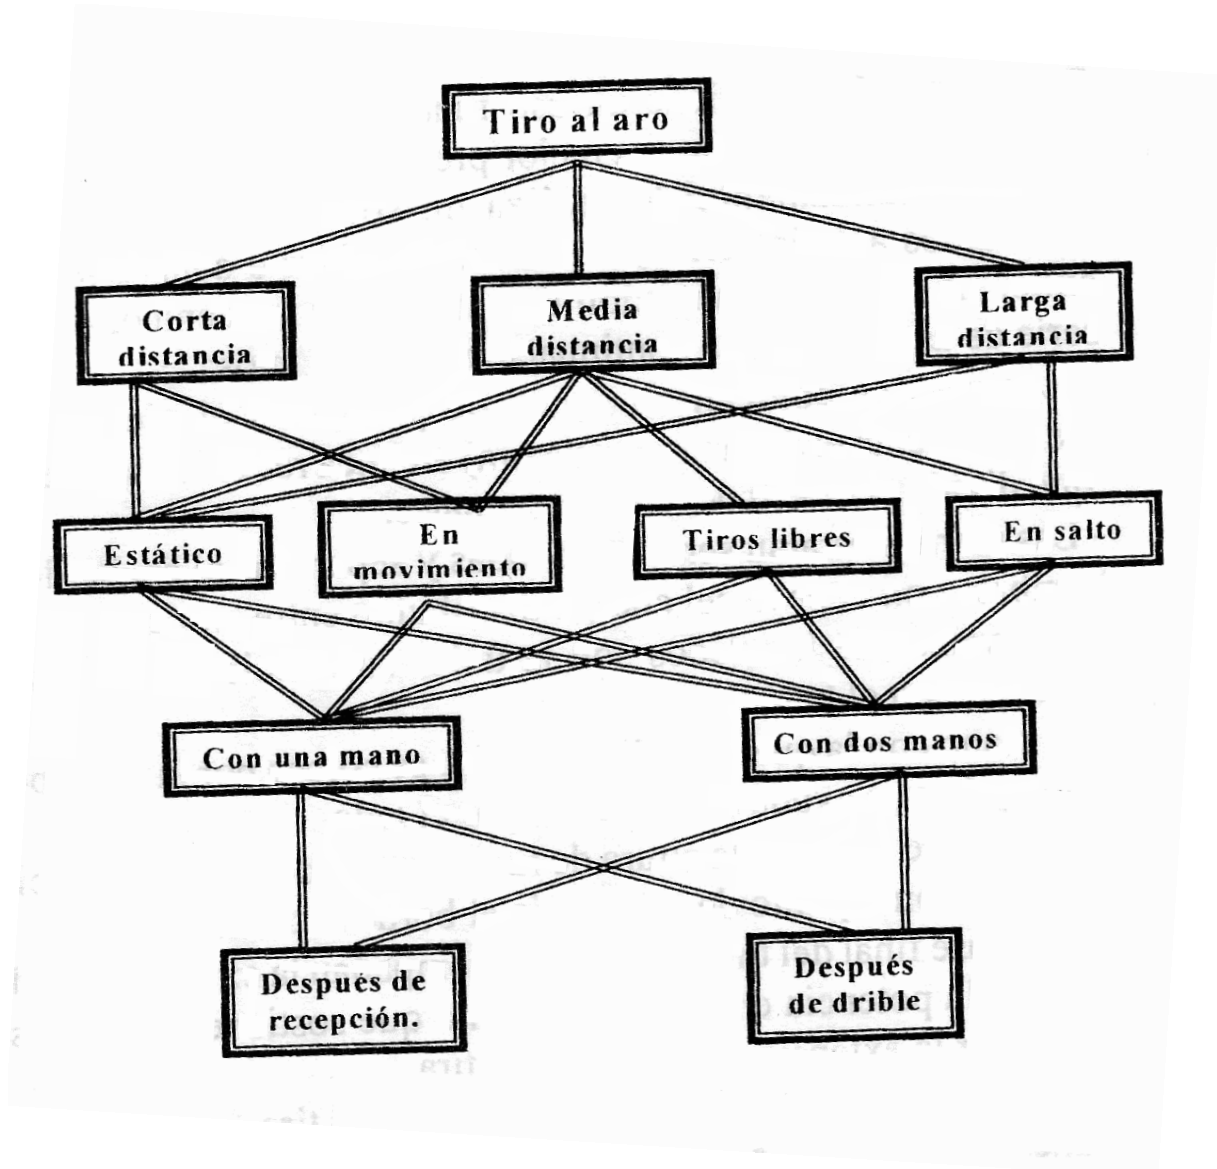 Tiro al aro
Corta
distancia
Media
distancia
Larga
distancia
Estático
En
movimiento
Tiros libres
En salto
Con una mano
Con dos manos
Después de
recepción.
Después
de drible